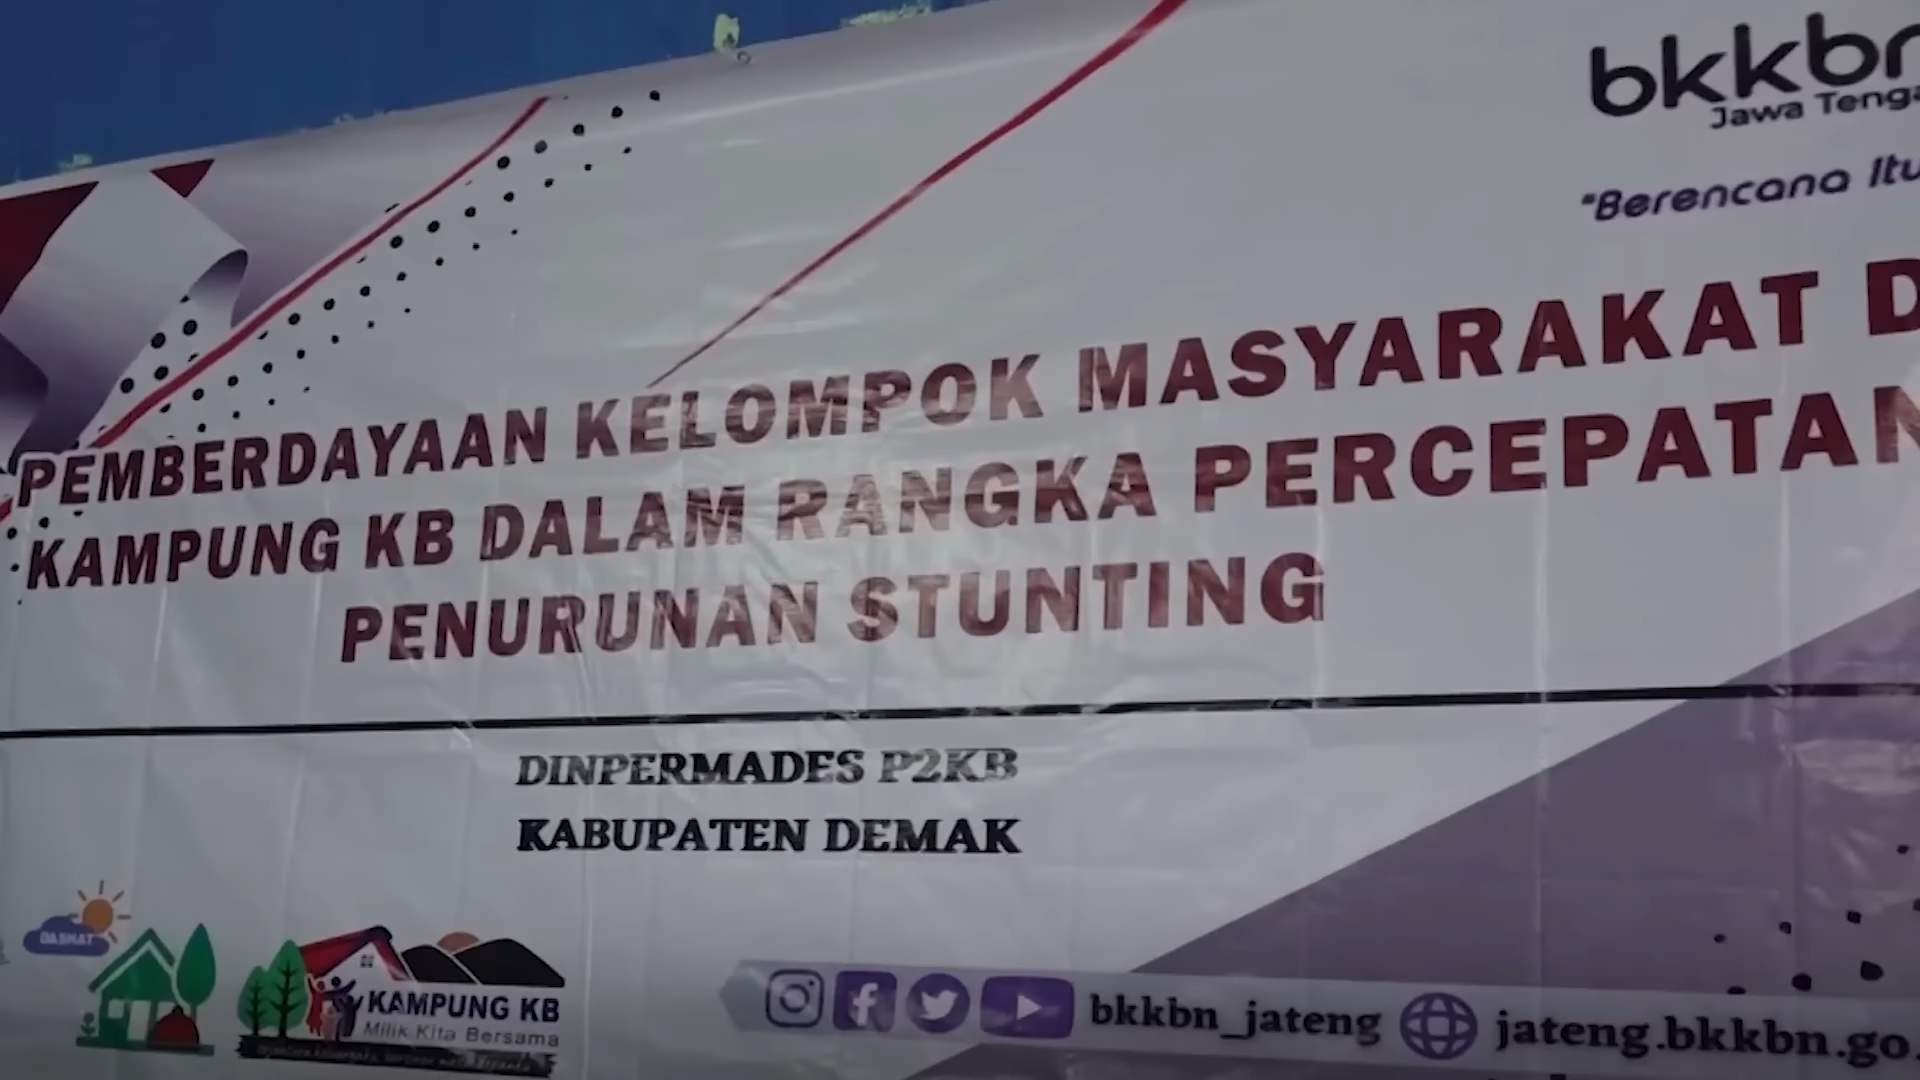 bkkbn
Jawa Tenga
"Berencana Itu
PEMBERDAYAAN KELOMPOK MASYARAKAT D
KAMPUNG KB DALAM RANGKA PERCEPATAN
PENURUNAN STUNTING
DINPERMADES P2KB
KABUPATEN DEMAK
DASHAT
KAMPUNG KB
Milik Kita Bersama
bkkbn_jateng
jateng.bkkbn.go.